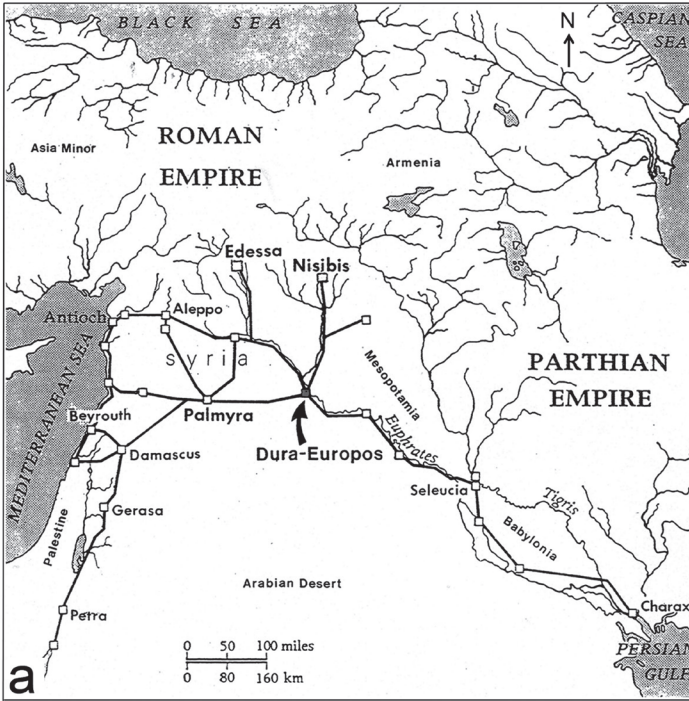 BLACK SEA
N
CASPIAN
SEA
Asia Minor
ROMAN
EMPIRE
Armenia
Edessa
Nisibis
Antioch
Aleppo
syria
MEDITERRANEAN SEA
Mesopotamia
PARTHIAN
EMPIRE
Beyrouth
Palmyra
Euphrates
Dura-Europos
Damascus
Seleucia
Tigris
Palestine
Gerasa
Babylonia
Arabian Desert
Petra
Charax
0 50 100 miles
0 80 160 km
PERSIAN
GULF
a